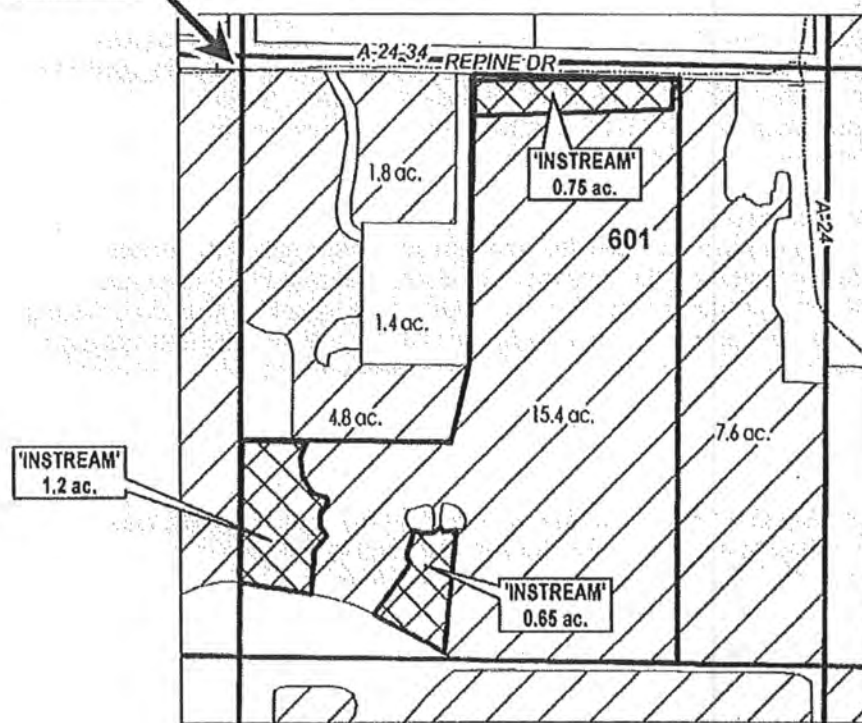 A-24-34
REPINE DR
'INSTREAM'
0.75 ac.
1.8 ac.
601
A-24
1.4 ac.
4.8 ac.
15.4 ac.
7.6 ac.
'INSTREAM'
1.2 ac.
'INSTREAM'
0.65 ac.